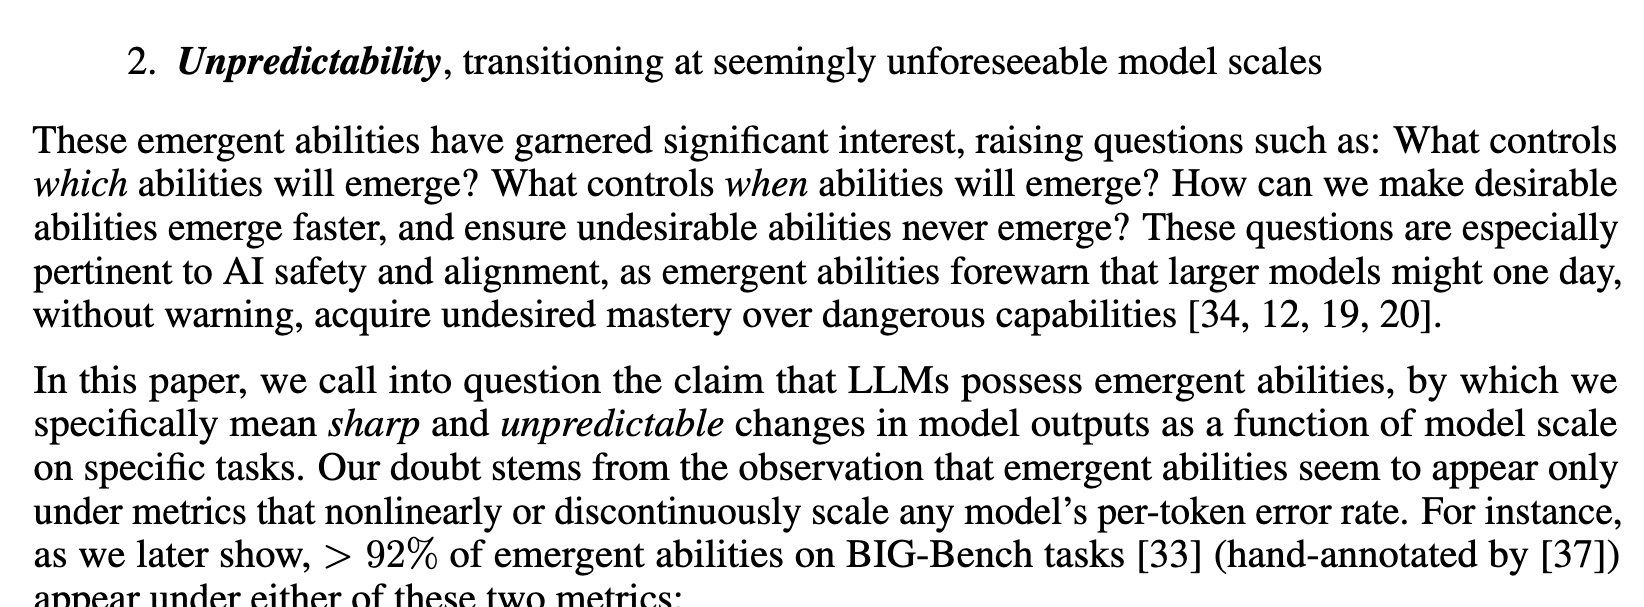 2. Unpredictability, transitioning at seemingly unforeseeable model scales
These emergent abilities have garnered significant interest, raising questions such as: What controls
which abilities will emerge? What controls when abilities will emerge? How can we make desirable
abilities emerge faster, and ensure undesirable abilities never emerge? These questions are especially
pertinent to AI safety and alignment, as emergent abilities forewarn that larger models might one day,
without warning, acquire undesired mastery over dangerous capabilities [34, 12, 19, 20].
In this paper, we call into question the claim that LLMs possess emergent abilities, by which we
specifically mean sharp and unpredictable changes in model outputs as a function of model scale
on specific tasks. Our doubt stems from the observation that emergent abilities seem to appear only
under metrics that nonlinearly or discontinuously scale any model's per-token error rate. For instance,
as we later show, > 92% of emergent abilities on BIG-Bench tasks [33] (hand-annotated by [37])
appear under either of these two metrics: